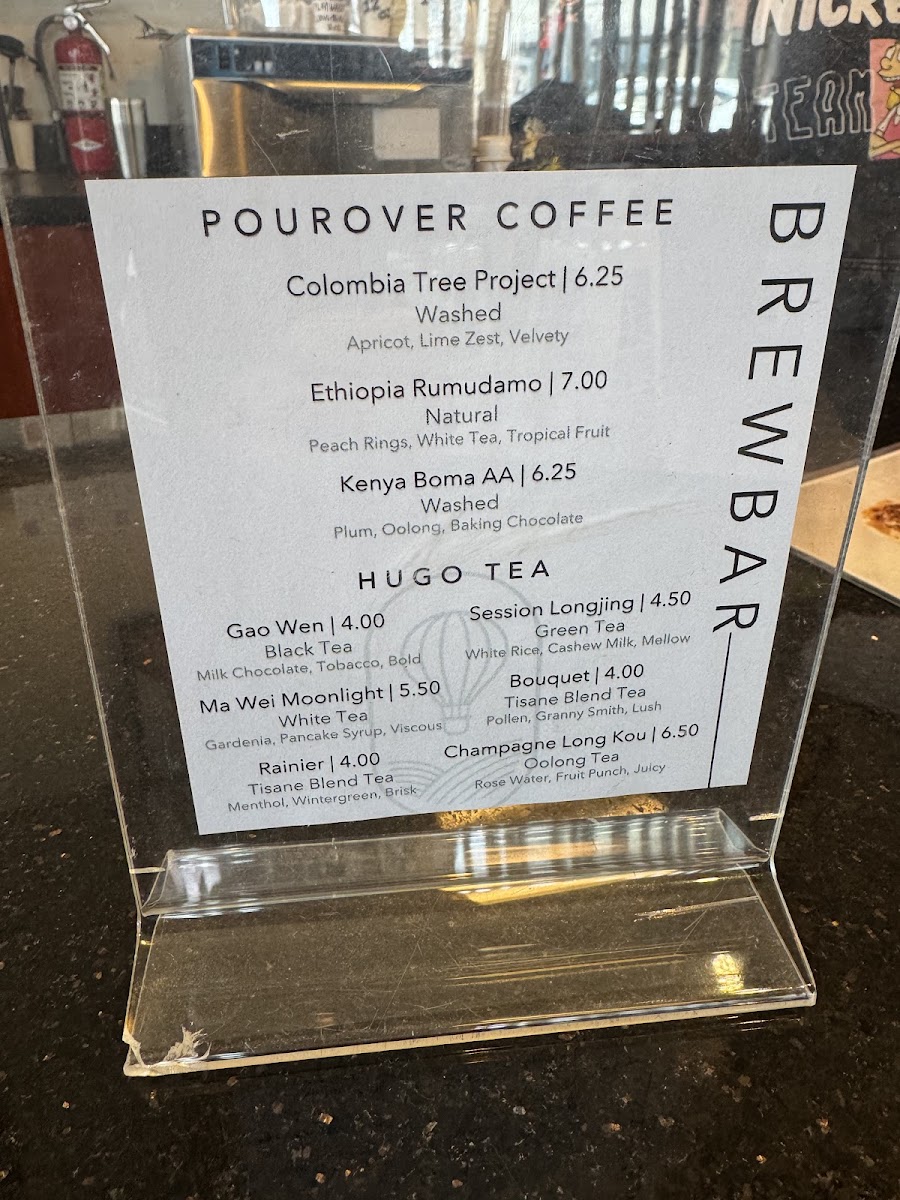 NICK
TEAM
POUROVER COFFEE
Colombia Tree Project | 6.25
Washed
Apricot, Lime Zest, Velvety
Ethiopia Rumudamo | 7.00
Natural
Peach Rings, White Tea, Tropical Fruit
Kenya Boma AA | 6.25
Washed
Plum, Oolong, Baking Chocolate
HUGO TEA
Gao Wen | 4.00
Black Tea
Milk Chocolate, Tobacco, Bold
Ma Wei Moonlight | 5.50
White Tea
Gardenia, Pancake Syrup, Viscous
Rainier | 4.00
Tisane Blend Tea
Menthol, Wintergreen, Brisk
Session Longjing | 4.50
Green Tea
White Rice, Cashew Milk, Mellow
Bouquet | 4.00
Tisane Blend Tea
Pollen, Granny Smith, Lush
Champagne Long Kou | 6.50
Oolong Tea
Rose Water, Fruit Punch, Juicy
BREWBAR